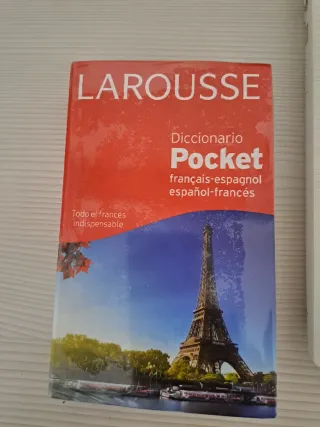 LAROUSSE
Diccionario
Pocket
français-espagnol
español-francés
Todo el francés
indispensable